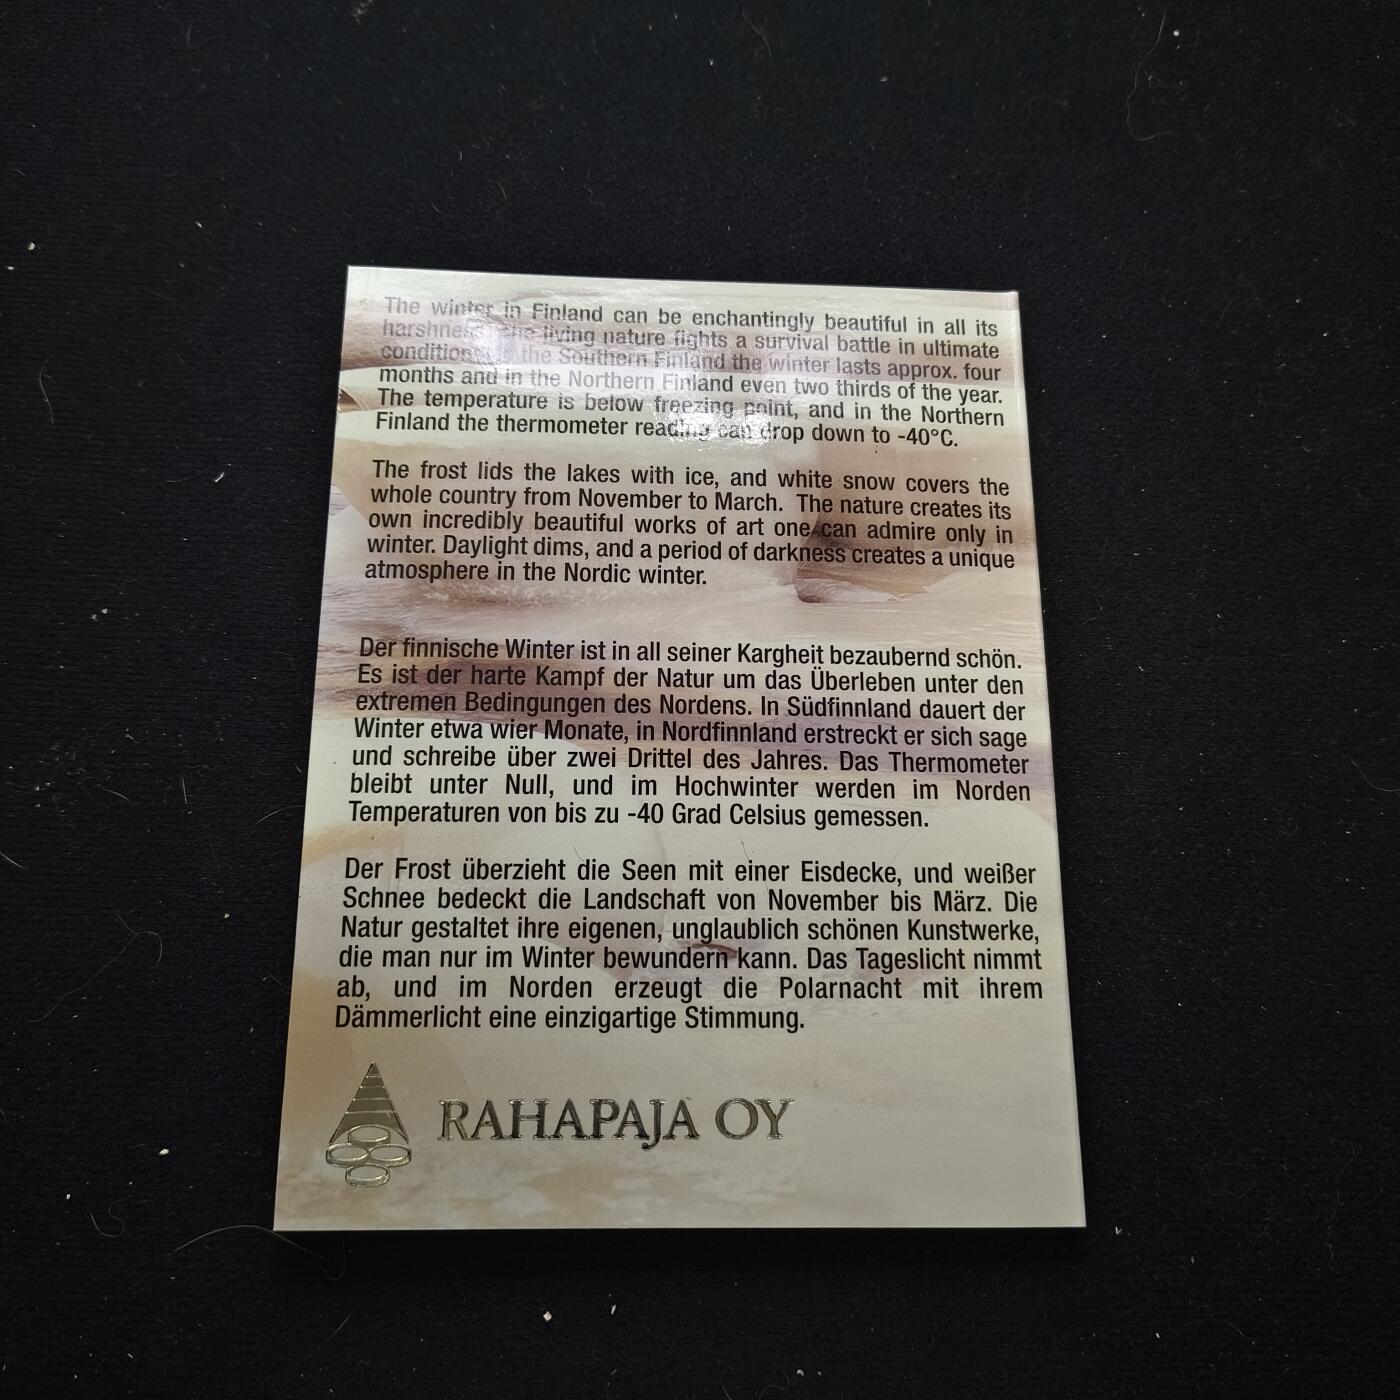 The winter in Finland can be enchantingly beautiful in all its
harshness, the living nature fights a survival battle in ultimate
the Southern Finland the winter lasts approx. four
months and in the Northern Finland even two thirds of the year.
The temperature is below freezing point, and in the Northern
Finland the thermometer reading can drop down to -40°C.
The frost lids the lakes with ice, and white snow covers the
whole country from November to March. The nature creates its
own incredibly beautiful works of art one can admire only in
winter. Daylight dims, and a period of darkness creates a unique
atmosphere in the Nordic winter.
Der finnische Winter ist in all seiner Kargheit bezaubernd schön.
Es ist der harte Kampf der Natur um das Überleben unter den
extremen Bedingungen des Nordens. In Südfinnland dauert der
Winter etwa wier Monate, in Nordfinnland erstreckt er sich sage
und schreibe über zwei Drittel des Jahres. Das Thermometer
bleibt unter Null, und im Hochwinter werden im Norden
Temperaturen von bis zu -40 Grad Celsius gemessen.
Der Frost überzieht die Seen mit einer Eisdecke, und weißer
Schnee bedeckt die Landschaft von November bis März. Die
Natur gestaltet ihre eigenen, unglaublich schönen Kunstwerke,
die man nur im Winter bewundern kann. Das Tageslicht nimmt
ab, und im Norden erzeugt die Polarnacht mit ihrem
Dämmerlicht eine einzigartige Stimmung.
RAHAPAJA OY